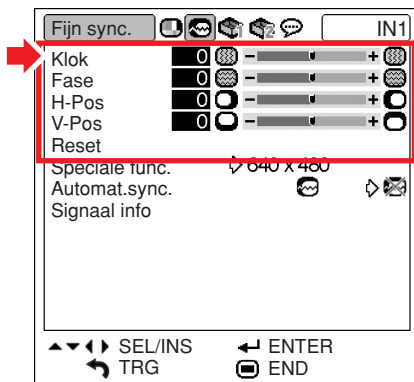 Fijn sync. IN1
Klok 0 − +
Fase 0 − +
H-Pos 0 − +
V-Pos 0 − +
Reset
Speciale func. 640 x 480
Automat.sync.
Signaal info
SEL/INS ENTER
TRG END